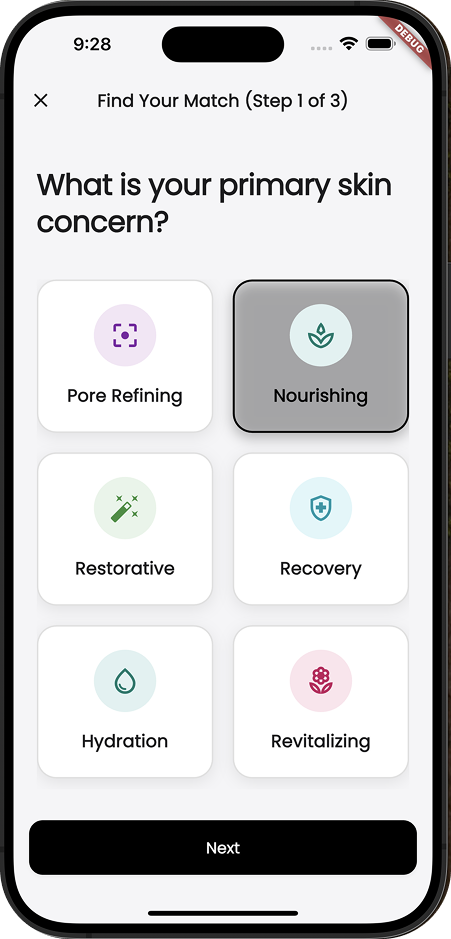 9:28
DEBUG
Find Your Match (Step 1 of 3)
What is your primary skin
concern?
Pore Refining
Nourishing
Restorative
Recovery
Hydration
Revitalizing
Next